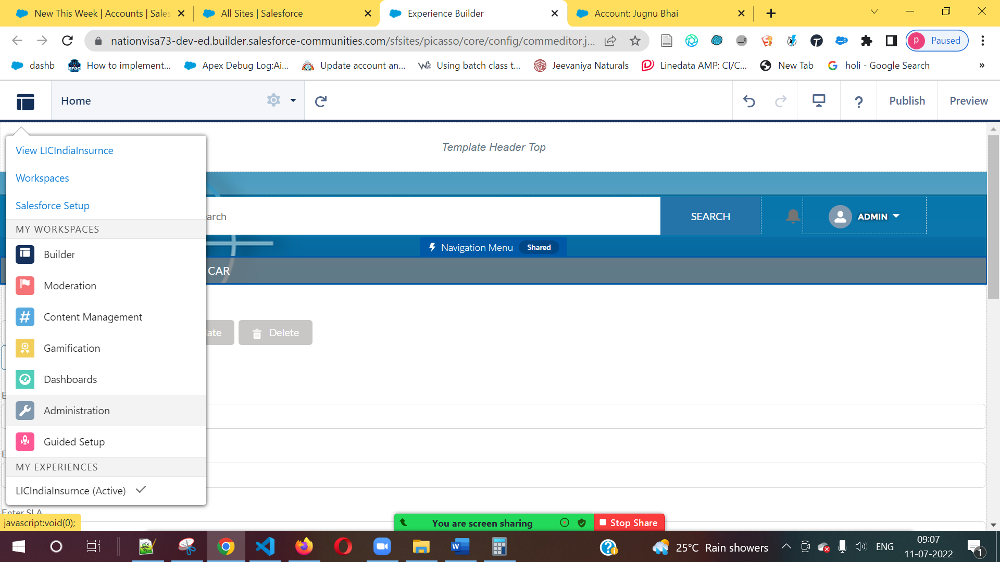 New This Week | Accounts | Sales
All Sites | Salesforce
Experience Builder
Account: Jugnu Bhai
nationvisa73-dev-ed.builder.salesforce-communities.com/sfsites/picasso/core/config/commeditor.j...
Paused
dashb
How to implement...
Apex Debug Log:Ai...
Update account an...
Using batch class t...
Jeevaniya Naturals
Linedata AMP: CI/C...
New Tab
holi - Google Search
Home
Publish
Preview
View LICIndiaInsurnce
Workspaces
Salesforce Setup
MY WORKSPACES
Builder
Moderation
Content Management
Gamification
Dashboards
Administration
Guided Setup
MY EXPERIENCES
LICIndiaInsurnce (Active)
Template Header Top
arch
SEARCH
ADMIN
Navigation Menu Shared
CAR
ate
Delete
Enter SLA
javascript:void(0);
You are screen sharing
Stop Share
25°C Rain showers
ENG
09:07
11-07-2022
1